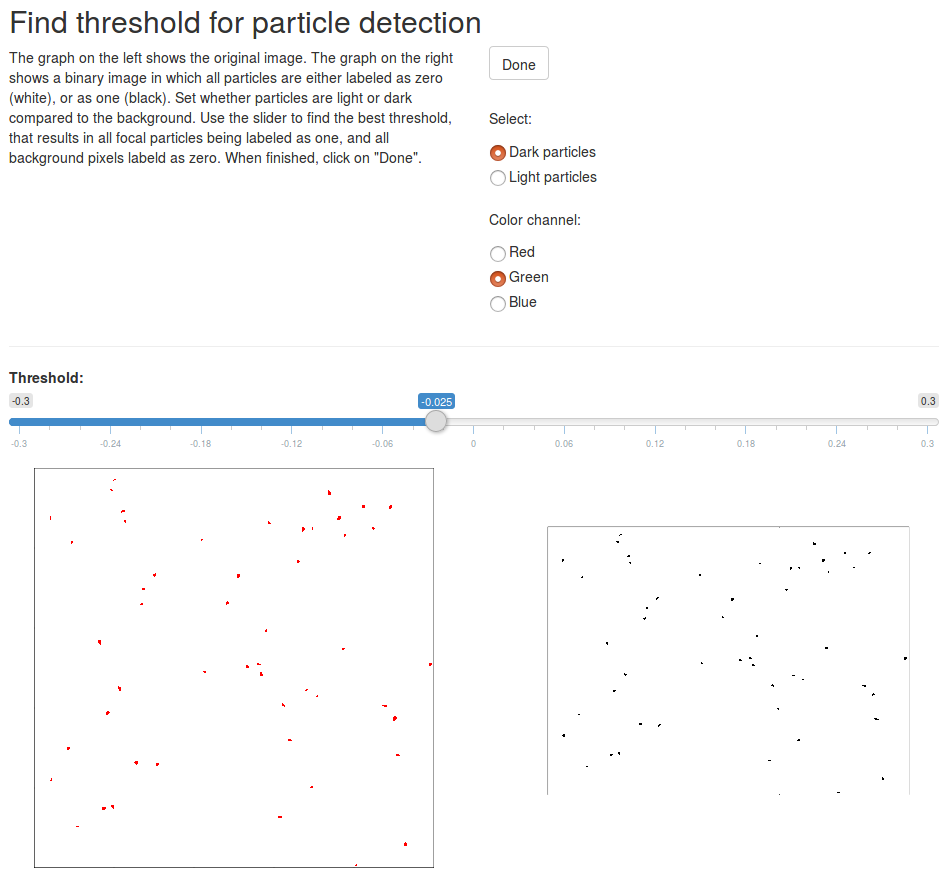 Find threshold for particle detection
The graph on the left shows the original image. The graph on the right
shows a binary image in which all particles are either labeled as zero
(white), or as one (black). Set whether particles are light or dark
compared to the background. Use the slider to find the best threshold,
that results in all focal particles being labeled as one, and all
background pixels labeld as zero. When finished, click on "Done".
Done
Select:
Dark particles
Light particles
Color channel:
Red
Green
Blue
Threshold:
-0.3 -0.025 0.3
-0.3 -0.24 -0.18 -0.12 -0.06 0 0.06 0.12 0.18 0.24 0.3